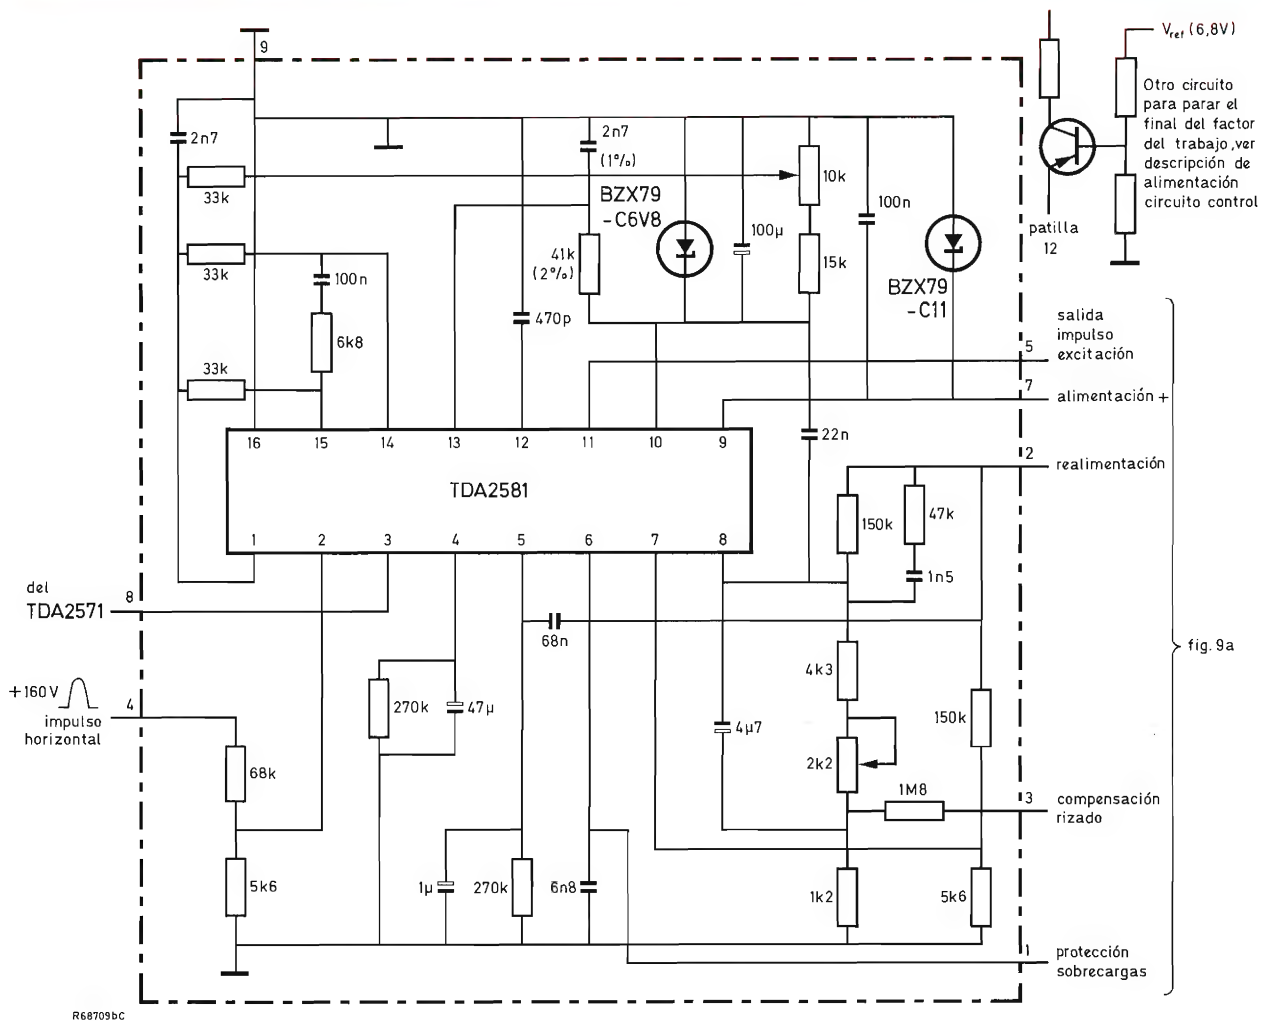 9
V_ref (6,8V)
Otro circuito
para parar el
final del factor
del trabajo, ver
descripción de
alimentación
circuito control
patilla
12
2n7
33k
2n7
(1%)
BZX79
-C6V8
10k
100n
100µ
41k
(2%)
15k
BZX79
-C11
33k
100n
6k8
470p
33k
salida
impulso
excitación
5
7
alimentación +
2
realimentación
22n
16 15 14 13 12 11 10 9
TDA2581
1 2 3 4 5 6 7 8
150k
47k
1n5
del
TDA2571
8
68n
fig. 9a
+160V
impulso
horizontal
4
270k
47µ
4k3
4µ7
150k
68k
2k2
1M8
3
compensación
rizado
5k6
1µ
270k
6n8
1k2
5k6
1
protección
sobrecargas
R68709bC